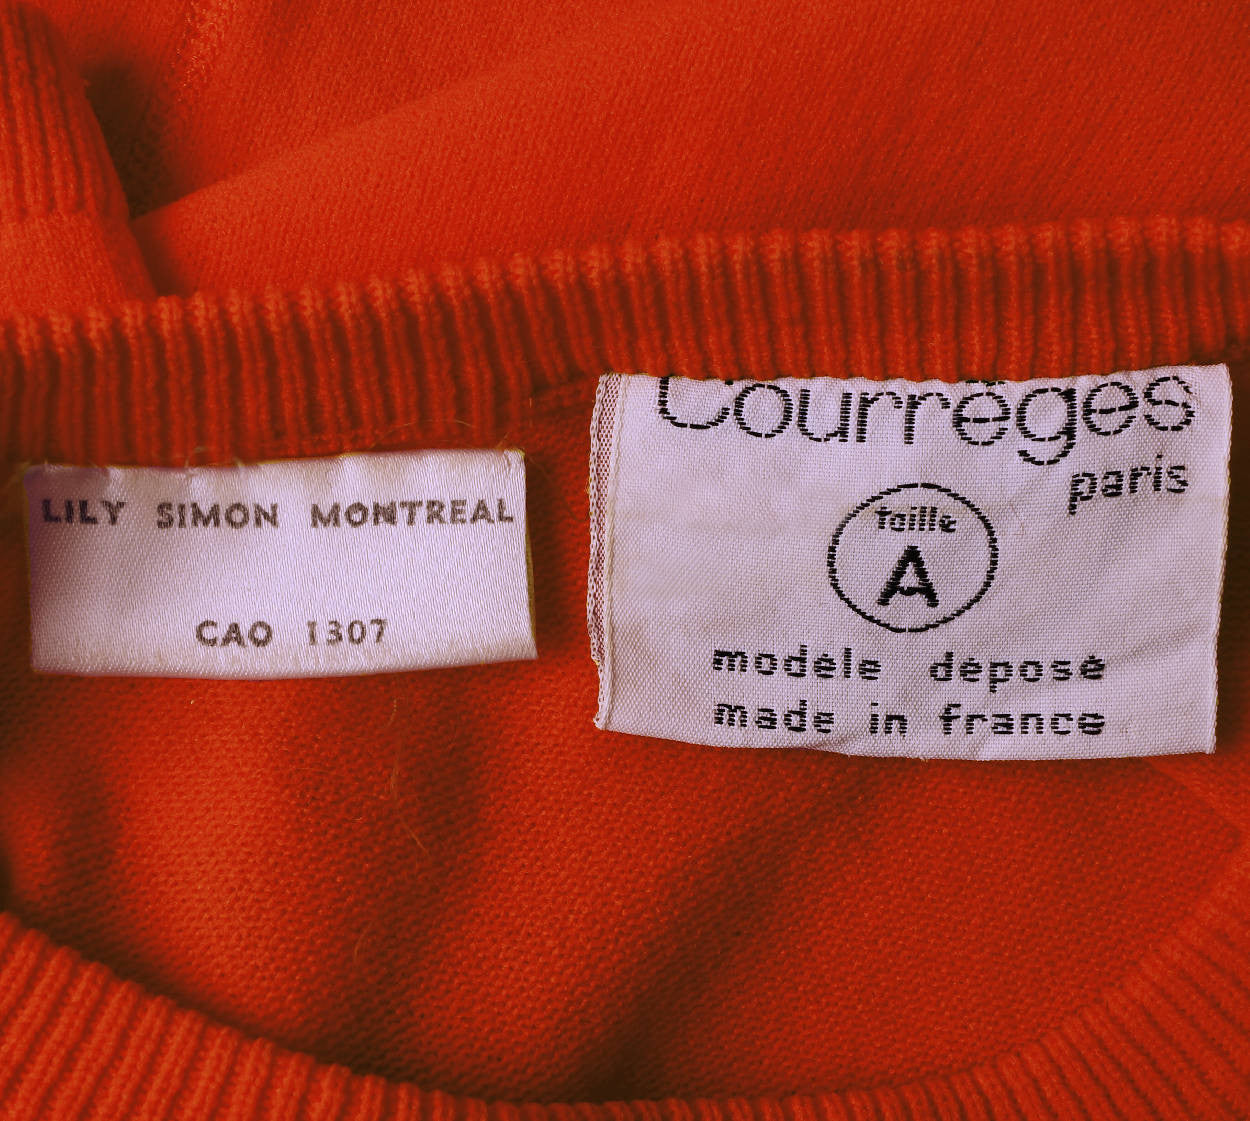 LILY SIMON MONTREAL
CAO 1307
Courrèges
paris
taille
A
modèle déposé
made in france